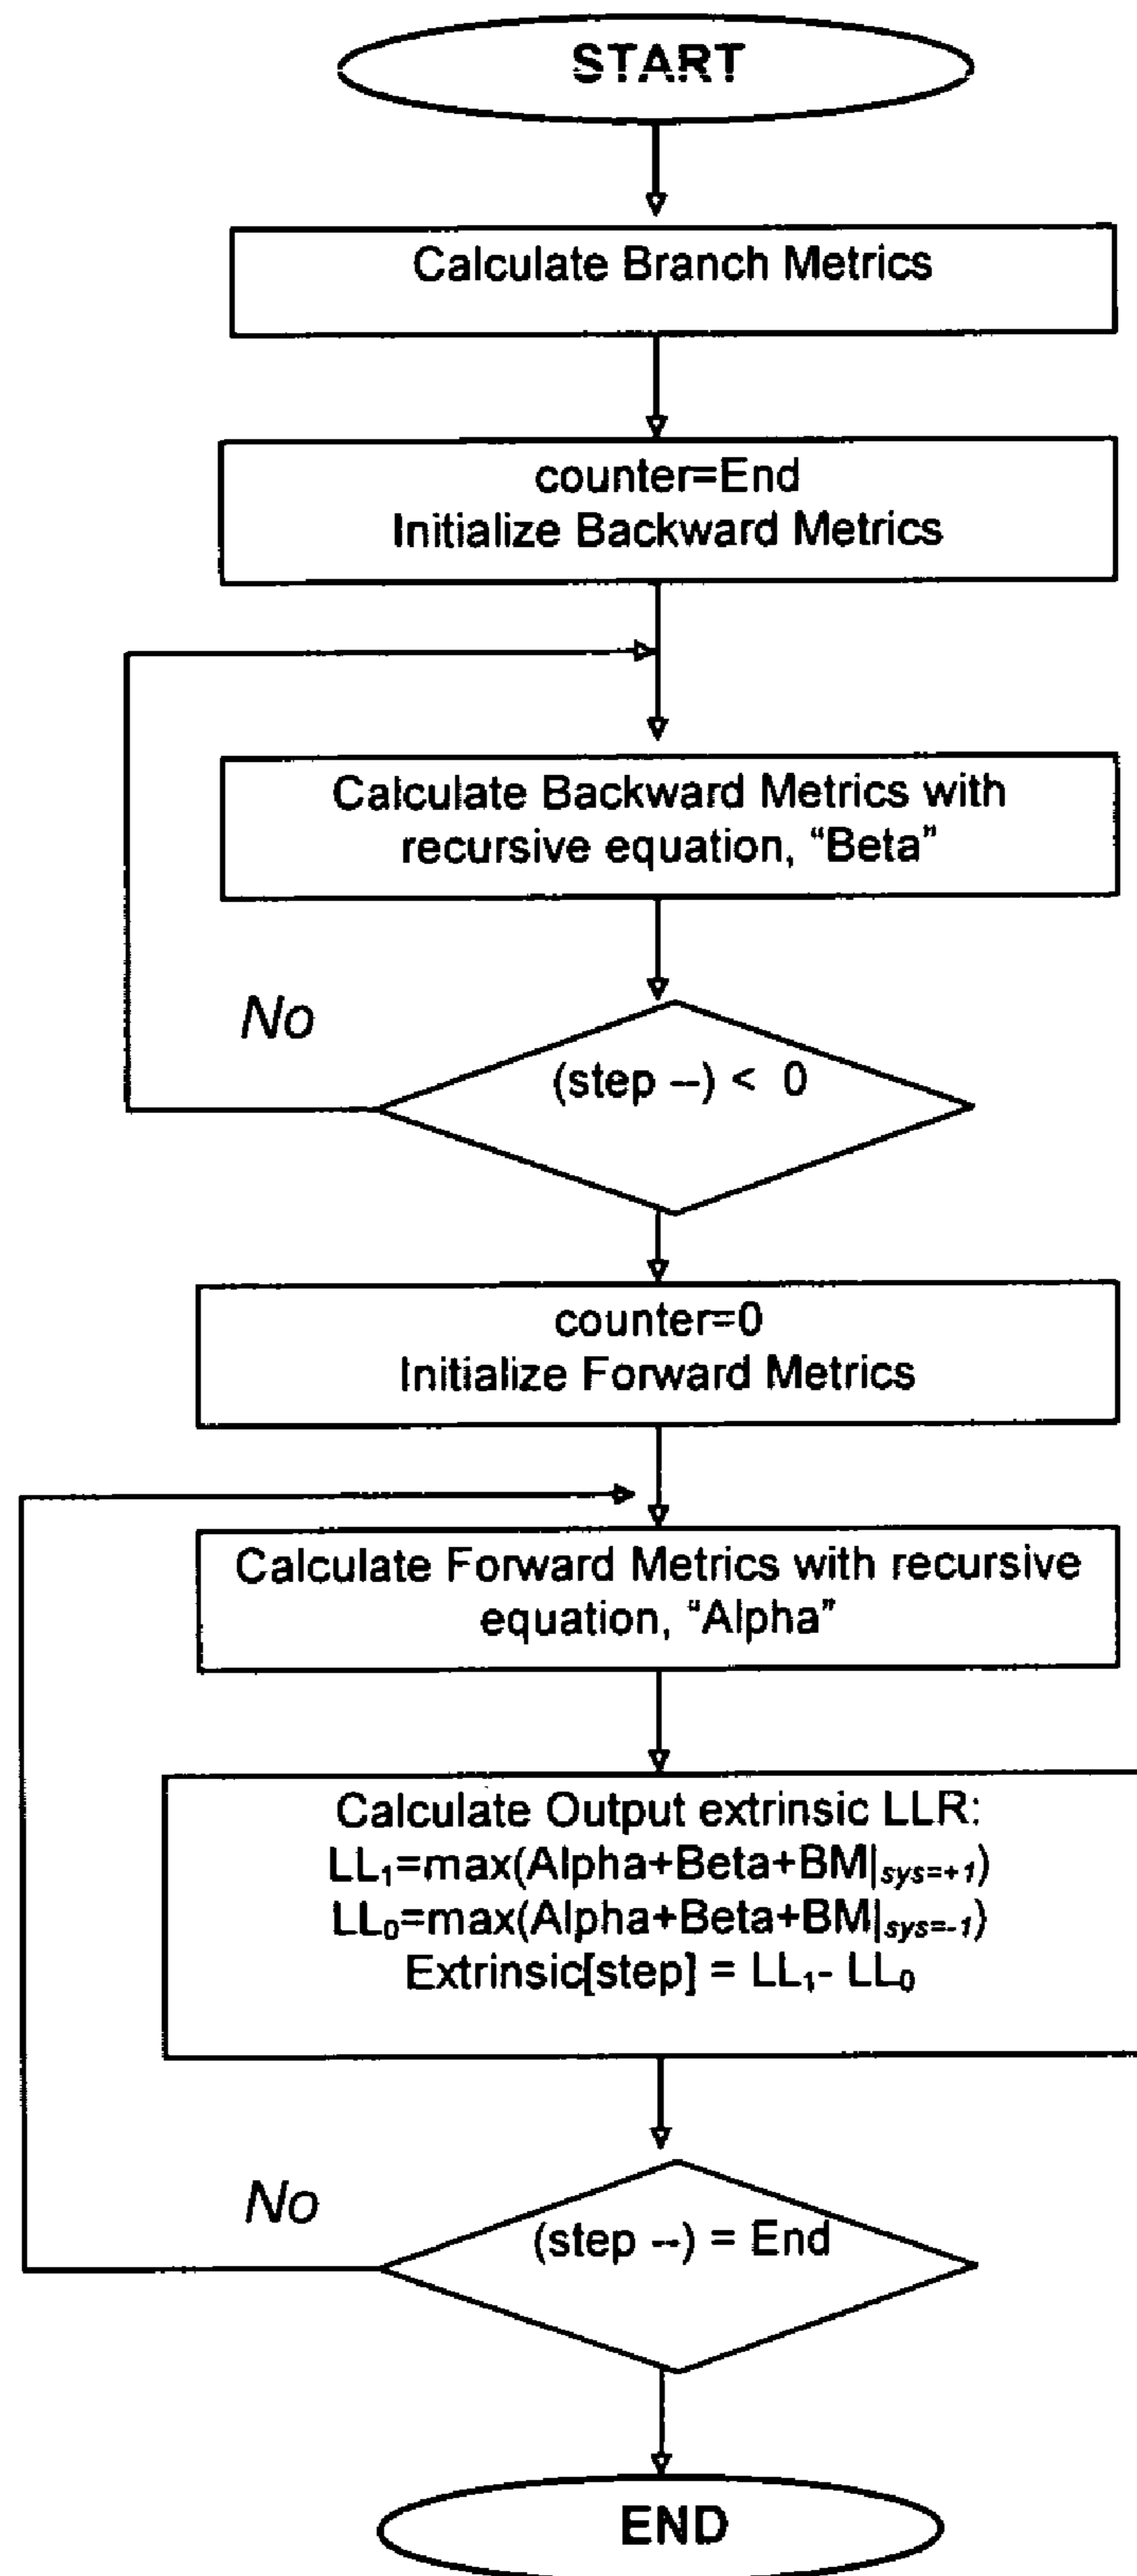 START
Calculate Branch Metrics
counter=End
Initialize Backward Metrics
Calculate Backward Metrics with
recursive equation, “Beta”
No
(step --) < 0
counter=0
Initialize Forward Metrics
Calculate Forward Metrics with recursive
equation, “Alpha”
Calculate Output extrinsic LLR:
LL₁=max(Alpha+Beta+BM|sys=+1)
LL₀=max(Alpha+Beta+BM|sys=-1)
Extrinsic[step] = LL₁- LL₀
No
(step --) = End
END